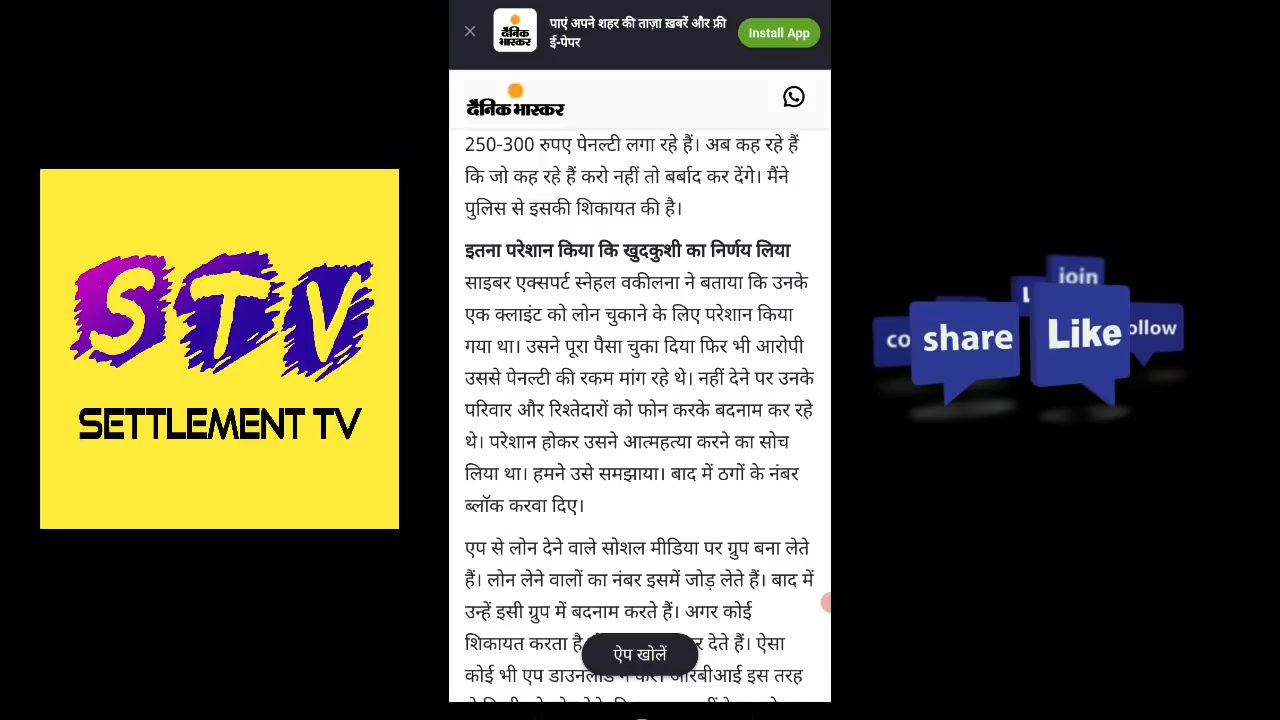 पाएं अपने शहर की ताज़ा ख़बरें और फ्री
ई-पेपर
Install App
दैनिक भास्कर
दैनिक भास्कर
250-300 रुपए पेनल्टी लगा रहे हैं। अब कह रहे हैं
कि जो कह रहे हैं करो नहीं तो बर्बाद कर देंगे। मैंने
पुलिस से इसकी शिकायत की है।
इतना परेशान किया कि खुदकुशी का निर्णय लिया
साइबर एक्सपर्ट स्नेहल वकीलना ने बताया कि उनके
एक क्लाइंट को लोन चुकाने के लिए परेशान किया
गया था। उसने पूरा पैसा चुका दिया फिर भी आरोपी
उससे पेनल्टी की रकम मांग रहे थे। नहीं देने पर उनके
परिवार और रिश्तेदारों को फोन करके बदनाम कर रहे
थे। परेशान होकर उसने आत्महत्या करने का सोच
लिया था। हमने उसे समझाया। बाद में ठगों के नंबर
ब्लॉक करवा दिए।
एप से लोन देने वाले सोशल मीडिया पर ग्रुप बना लेते
हैं। लोन लेने वालों का नंबर इसमें जोड़ लेते हैं। बाद में
उन्हें इसी ग्रुप में बदनाम करते हैं। अगर कोई
शिकायत करता है र देते हैं। ऐसा
ऐप खोलें
कोई भी एप डाउनलोड न करें। आरबीआई इस तरह
STV
SETTLEMENT TV
join
L
co
share
Like
ollow